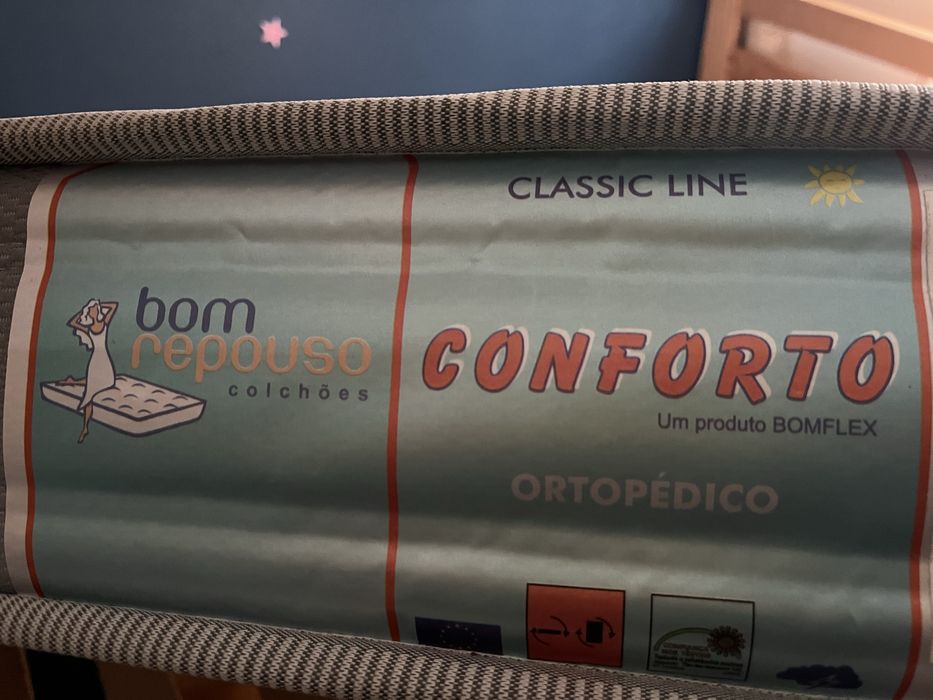 bom
repouso
colchões
CLASSIC LINE
CONFORTO
Um produto BOMFLEX
ORTOPÉDICO